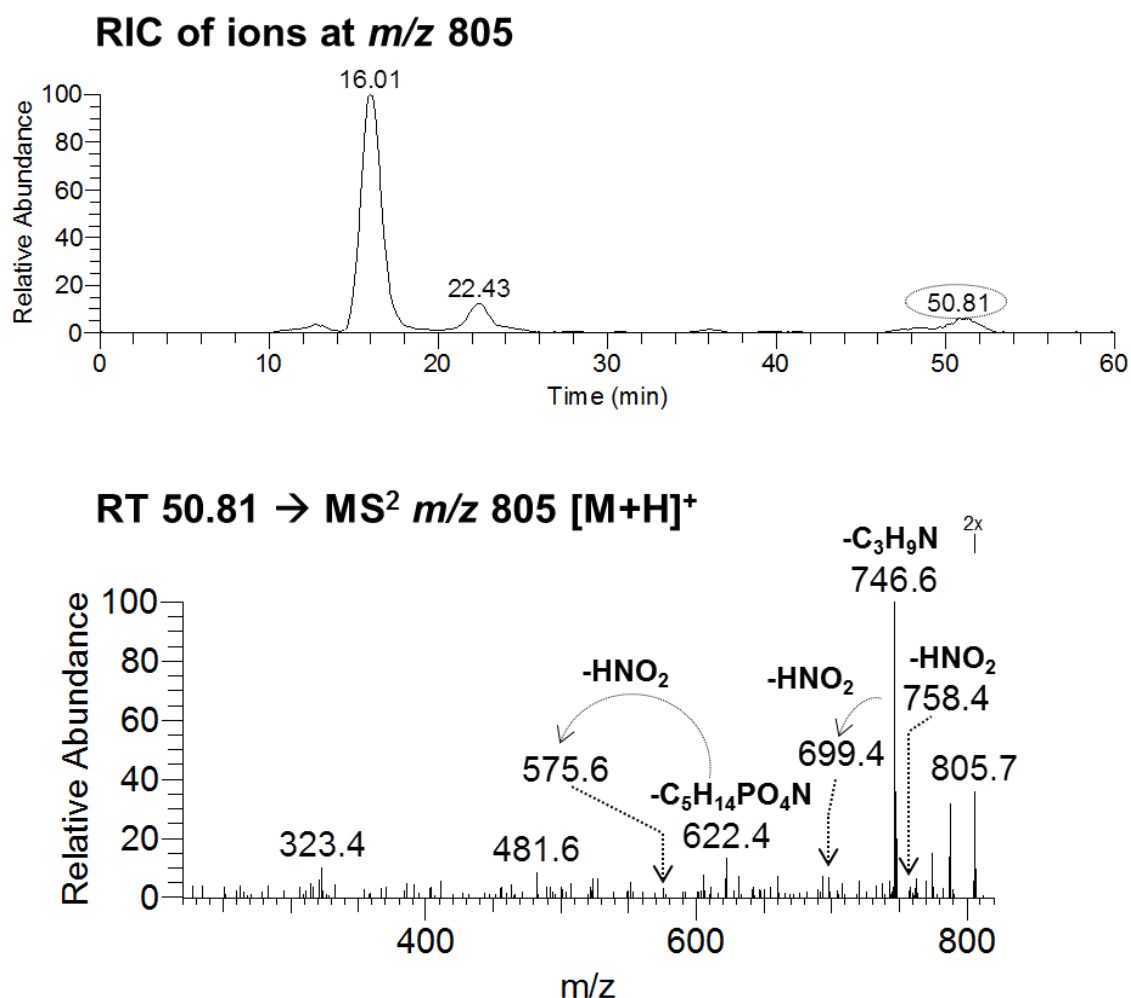 RIC of ions at m/z 805
Relative Abundance
100
80
60
40
20
0
16.01
22.43
50.81
0 10 20 30 40 50 60
Time (min)
RT 50.81 → MS² m/z 805 [M+H]⁺
Relative Abundance
100
80
60
40
20
0
-C₃H₉N
746.6
2x
-HNO₂
758.4
-HNO₂
699.4
-HNO₂
575.6
-C₅H₁₄PO₄N
622.4
805.7
323.4
481.6
400 600 800
m/z